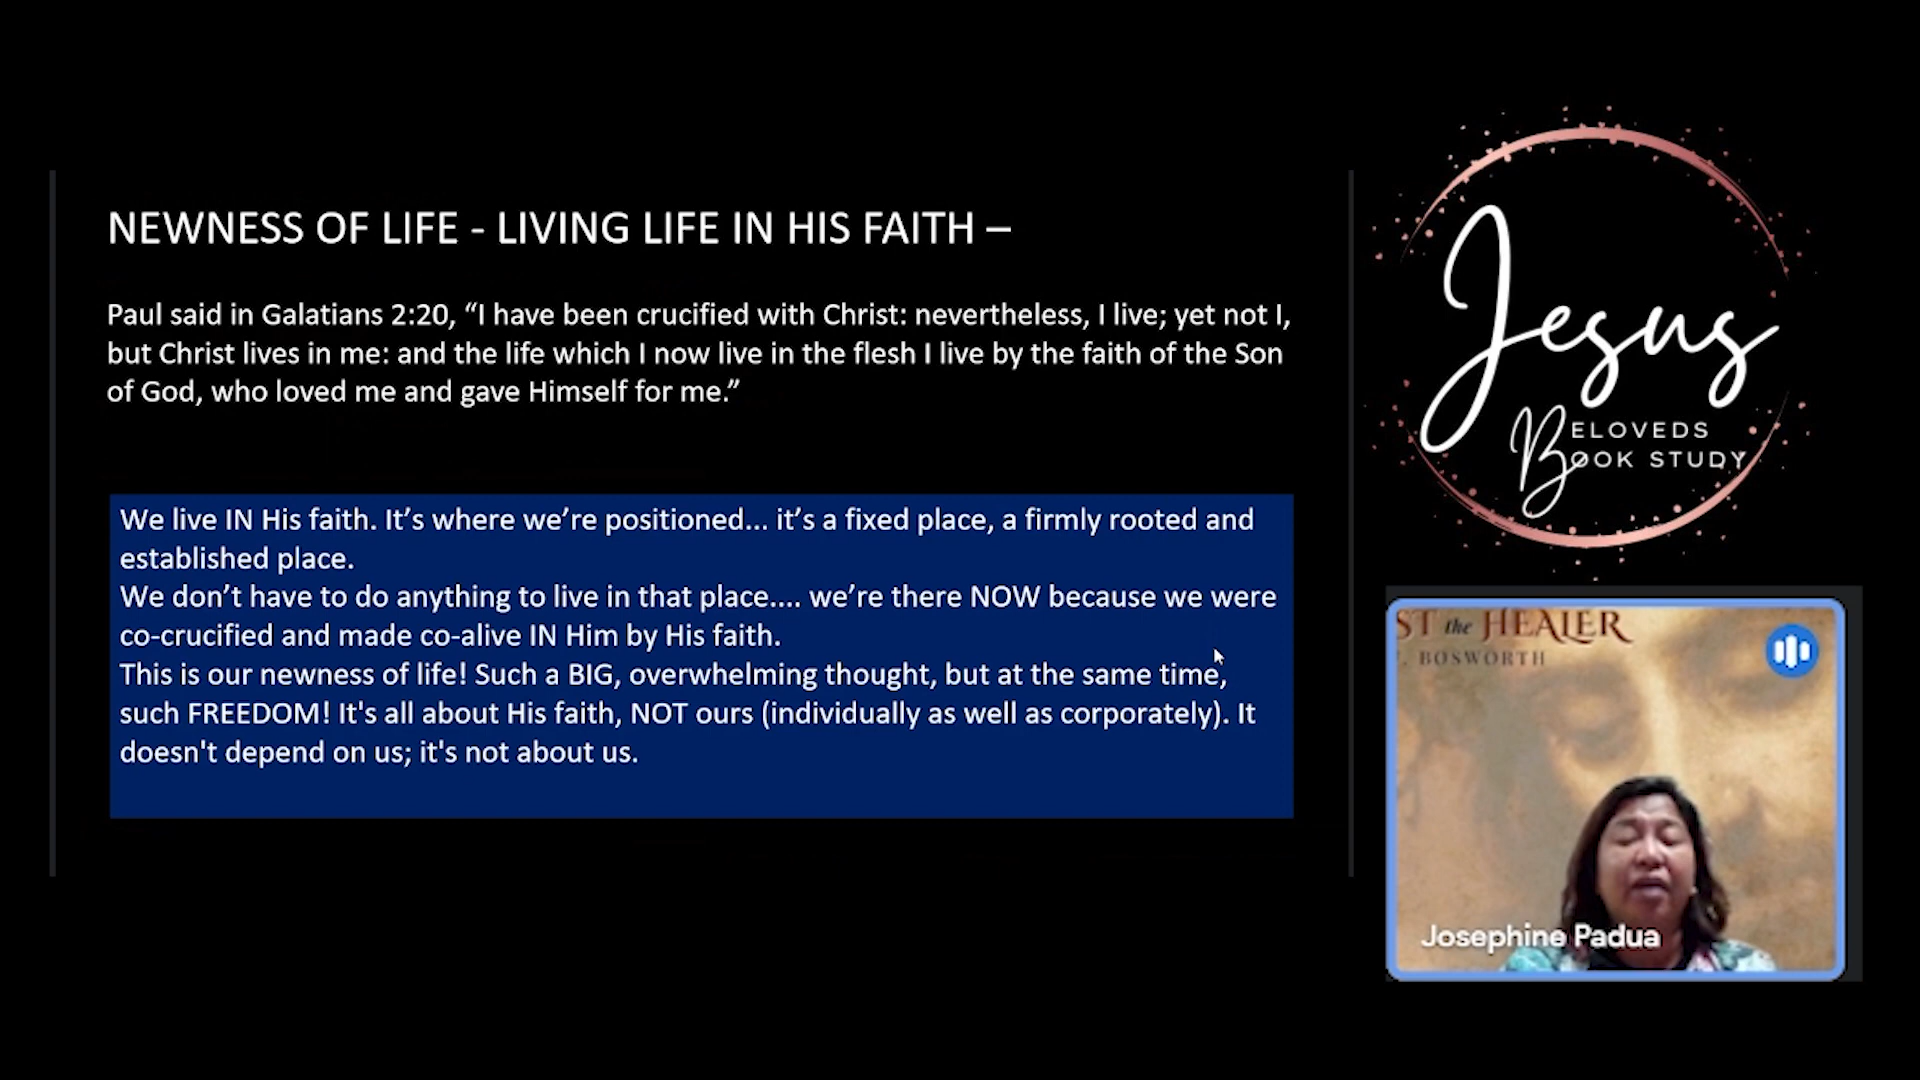 NEWNESS OF LIFE - LIVING LIFE IN HIS FAITH –
Paul said in Galatians 2:20, “I have been crucified with Christ: nevertheless, I live; yet not I,
but Christ lives in me: and the life which I now live in the flesh I live by the faith of the Son
of God, who loved me and gave Himself for me.”
We live IN His faith. It’s where we’re positioned... it’s a fixed place, a firmly rooted and
established place.
We don’t have to do anything to live in that place.... we’re there NOW because we were
co-crucified and made co-alive IN Him by His faith.
This is our newness of life! Such a BIG, overwhelming thought, but at the same time,
such FREEDOM! It's all about His faith, NOT ours (individually as well as corporately). It
doesn't depend on us; it's not about us.
Jesus
BELOVEDS
BOOK STUDY
ST the HEALER
. BOSWORTH
Josephine Padua